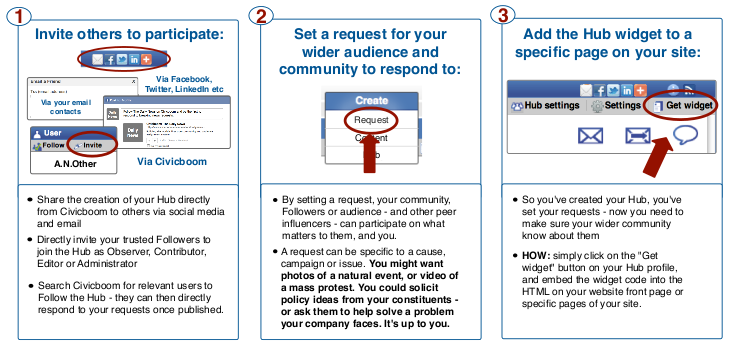 1
Invite others to participate:
Email a Friend
Via Facebook,
Twitter, LinkedIn etc
Via your email
contacts
Daily
News
User
Follow
Invite
A.N.Other
Via Civicboom
Share the creation of your Hub directly
from Civicboom to others via social media
and email
Directly invite your trusted Followers to
join the Hub as Observer, Contributor,
Editor or Administrator
Search Civicboom for relevant users to
Follow the Hub - they can then directly
respond to your requests once published.
2
Set a request for your
wider audience and
community to respond to:
Create
Request
By setting a request, your community,
Followers or audience - and other peer
influencers - can participate on what
matters to them, and you.
A request can be specific to a cause,
campaign or issue. You might want
photos of a natural event, or video of
a mass protest. You could solicit
policy ideas from your constituents -
or ask them to help solve a problem
your company faces. It's up to you.
3
Add the Hub widget to a
specific page on your site:
Hub settings
Settings
Get widget
So you've created your Hub, you've
set your requests - now you need to
make sure your wider community
know about them
HOW: simply click on the "Get
widget" button on your Hub profile,
and embed the widget code into the
HTML on your website front page or
specific pages of your site.